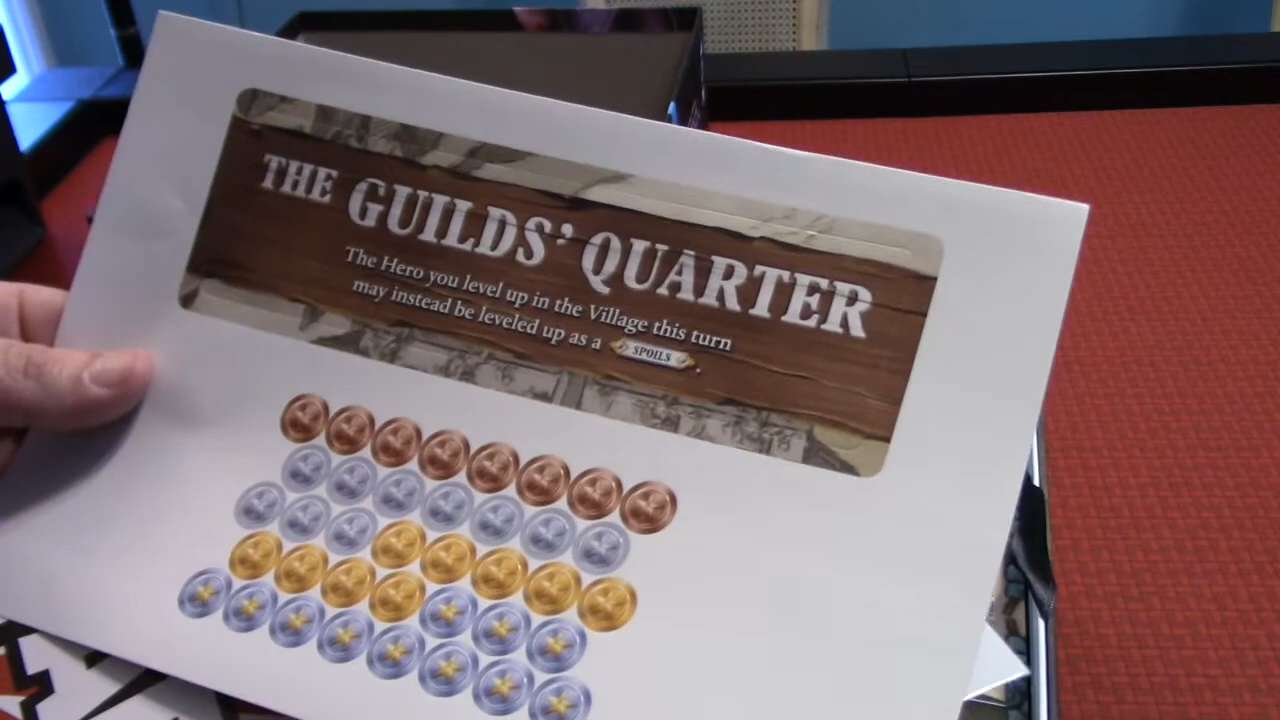 THE GUILDS' QUARTER
The Hero you level up in the Village this turn
may instead be leveled up as a SPOILS.